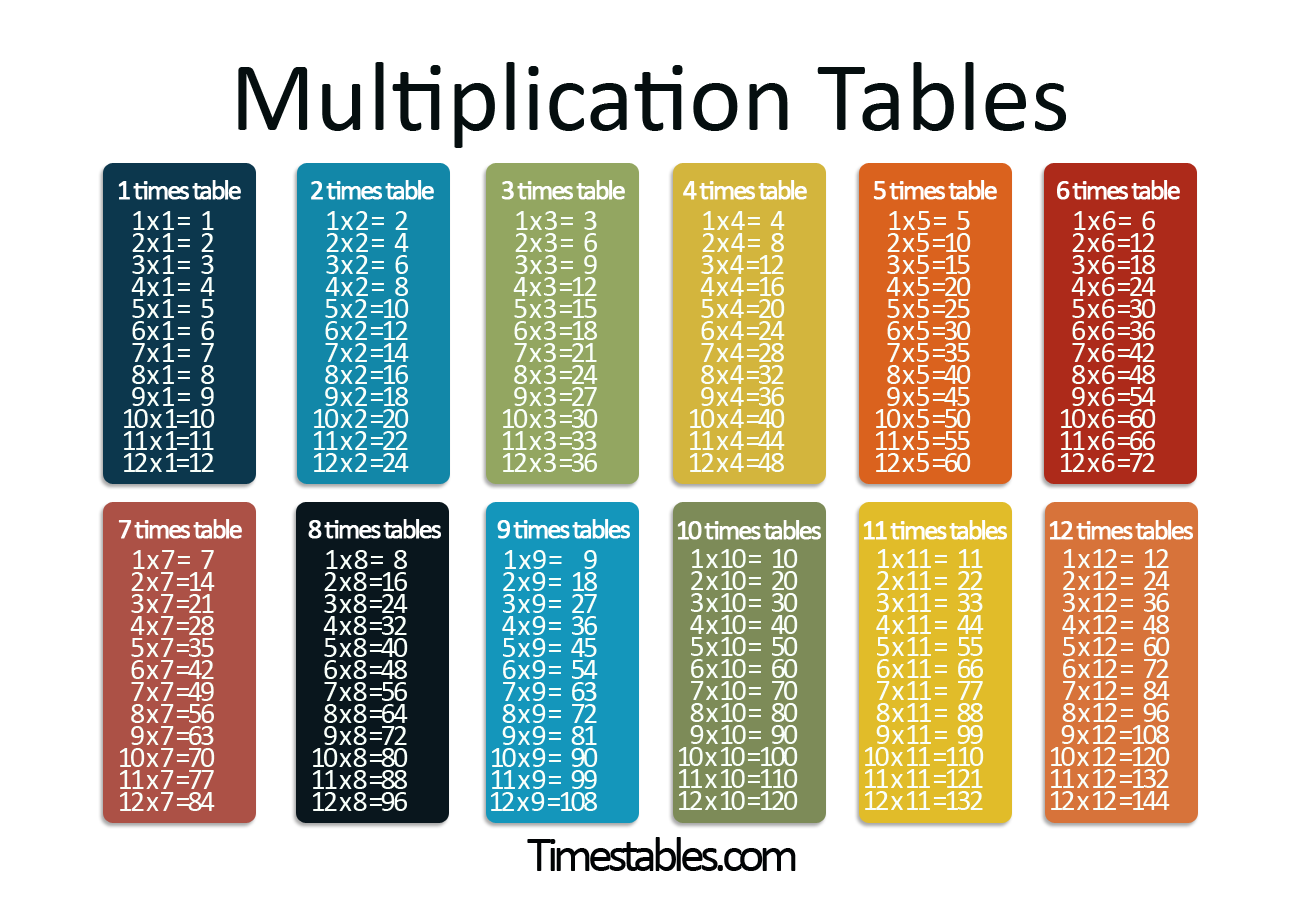 Multiplication Tables
1 times table
1x1= 1
2x1= 2
3x1= 3
4x1= 4
5x1= 5
6x1= 6
7x1= 7
8x1= 8
9x1= 9
10x1=10
11x1=11
12x1=12
2 times table
1x2= 2
2x2= 4
3x2= 6
4x2= 8
5x2=10
6x2=12
7x2=14
8x2=16
9x2=18
10x2=20
11x2=22
12x2=24
3 times table
1x3= 3
2x3= 6
3x3= 9
4x3=12
5x3=15
6x3=18
7x3=21
8x3=24
9x3=27
10x3=30
11x3=33
12x3=36
4 times table
1x4= 4
2x4= 8
3x4=12
4x4=16
5x4=20
6x4=24
7x4=28
8x4=32
9x4=36
10x4=40
11x4=44
12x4=48
5 times table
1x5= 5
2x5=10
3x5=15
4x5=20
5x5=25
6x5=30
7x5=35
8x5=40
9x5=45
10x5=50
11x5=55
12x5=60
6 times table
1x6= 6
2x6=12
3x6=18
4x6=24
5x6=30
6x6=36
7x6=42
8x6=48
9x6=54
10x6=60
11x6=66
12x6=72
7 times table
1x7= 7
2x7=14
3x7=21
4x7=28
5x7=35
6x7=42
7x7=49
8x7=56
9x7=63
10x7=70
11x7=77
12x7=84
8 times tables
1x8= 8
2x8=16
3x8=24
4x8=32
5x8=40
6x8=48
7x8=56
8x8=64
9x8=72
10x8=80
11x8=88
12x8=96
9 times tables
1x9= 9
2x9= 18
3x9= 27
4x9= 36
5x9= 45
6x9= 54
7x9= 63
8x9= 72
9x9= 81
10x9= 90
11x9= 99
12x9=108
10 times tables
1x10= 10
2x10= 20
3x10= 30
4x10= 40
5x10= 50
6x10= 60
7x10= 70
8x10= 80
9x10= 90
10x10=100
11x10=110
12x10=120
11 times tables
1x11= 11
2x11= 22
3x11= 33
4x11= 44
5x11= 55
6x11= 66
7x11= 77
8x11= 88
9x11= 99
10x11=110
11x11=121
12x11=132
12 times tables
1x12= 12
2x12= 24
3x12= 36
4x12= 48
5x12= 60
6x12= 72
7x12= 84
8x12= 96
9x12=108
10x12=120
11x12=132
12x12=144
Timestables.com